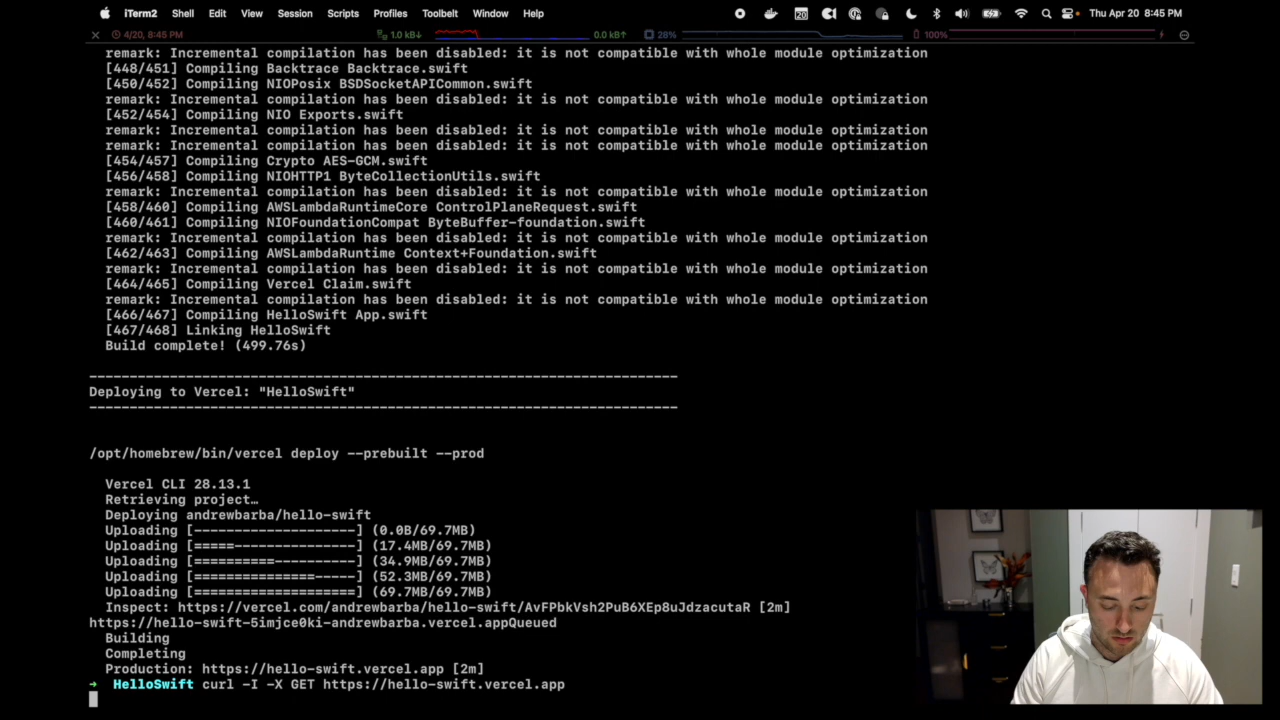 iTerm2 Shell Edit View Session Scripts Profiles Toolbelt Window Help 20 Thu Apr 20 8:45 PM
4/20, 8:45 PM 1.0 kB↓ 0.0 kB↑ 28% 100%
remark: Incremental compilation has been disabled: it is not compatible with whole module optimization
[448/451] Compiling Backtrace Backtrace.swift
[450/452] Compiling NIOPosix BSDSocketAPICommon.swift
remark: Incremental compilation has been disabled: it is not compatible with whole module optimization
[452/454] Compiling NIO Exports.swift
remark: Incremental compilation has been disabled: it is not compatible with whole module optimization
remark: Incremental compilation has been disabled: it is not compatible with whole module optimization
[454/457] Compiling Crypto AES-GCM.swift
[456/458] Compiling NIOHTTP1 ByteCollectionUtils.swift
remark: Incremental compilation has been disabled: it is not compatible with whole module optimization
[458/460] Compiling AWSLambdaRuntimeCore ControlPlaneRequest.swift
[460/461] Compiling NIOFoundationCompat ByteBuffer-foundation.swift
remark: Incremental compilation has been disabled: it is not compatible with whole module optimization
[462/463] Compiling AWSLambdaRuntime Context+Foundation.swift
remark: Incremental compilation has been disabled: it is not compatible with whole module optimization
[464/465] Compiling Vercel Claim.swift
remark: Incremental compilation has been disabled: it is not compatible with whole module optimization
[466/467] Compiling HelloSwift App.swift
[467/468] Linking HelloSwift
Build complete! (499.76s)
-------------------------------------------------------------------------
Deploying to Vercel: "HelloSwift"
-------------------------------------------------------------------------
/opt/homebrew/bin/vercel deploy --prebuilt --prod
Vercel CLI 28.13.1
Retrieving project…
Deploying andrewbarba/hello-swift
Uploading [--------------------] (0.0B/69.7MB)
Uploading [=====---------------] (17.4MB/69.7MB)
Uploading [==========----------] (34.9MB/69.7MB)
Uploading [===============-----] (52.3MB/69.7MB)
Uploading [====================] (69.7MB/69.7MB)
Inspect: https://vercel.com/andrewbarba/hello-swift/AvFPbkVsh2PuB6XEp8uJdzacutaR [2m]
https://hello-swift-5imjce0ki-andrewbarba.vercel.appQueued
Building
Completing
Production: https://hello-swift.vercel.app [2m]
➜ HelloSwift curl -I -X GET https://hello-swift.vercel.app